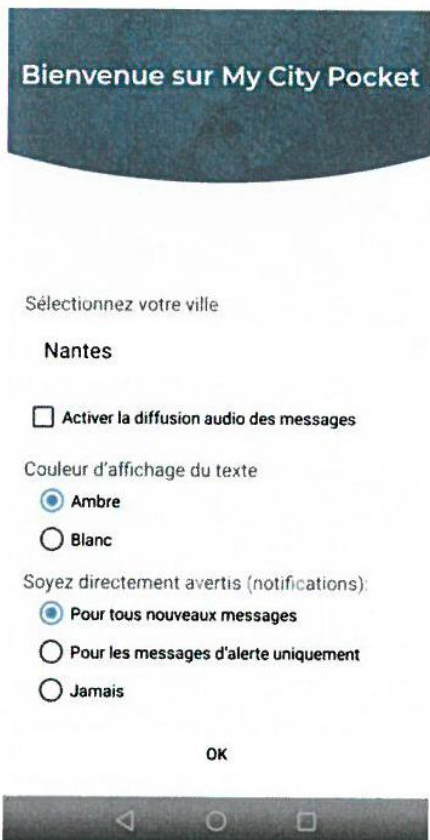 Bienvenue sur My City Pocket
Sélectionnez votre ville
Nantes
Activer la diffusion audio des messages
Couleur d'affichage du texte
Ambre
Blanc
Soyez directement avertis (notifications):
Pour tous nouveaux messages
Pour les messages d'alerte uniquement
Jamais
OK